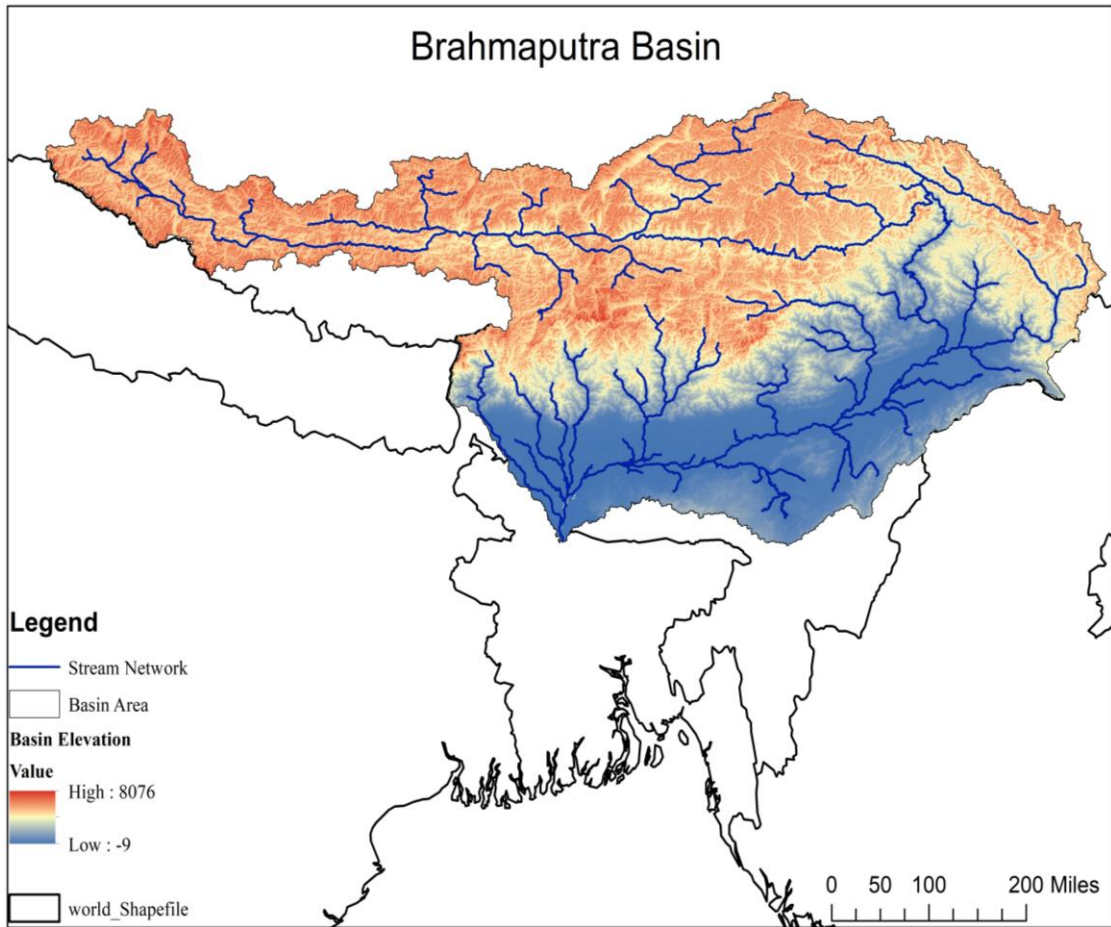 Brahmaputra Basin
Legend
Stream Network
Basin Area
Basin Elevation
Value
High : 8076
Low : -9
world_Shapefile
0 50 100 200 Miles